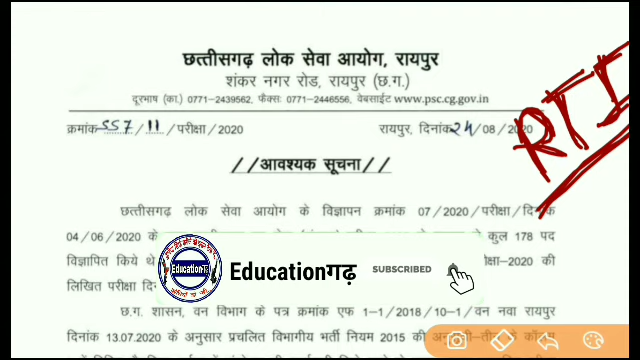 छत्तीसगढ़ लोक सेवा आयोग, रायपुर
शंकर नगर रोड, रायपुर (छ.ग.)
दूरभाष (का.) 0771-2439562, फैक्सः 0771-2446556, वेबसाईट www.psc.cg.gov.in
क्रमांक 557/11/परीक्षा/2020 रायपुर, दिनांक 24/08/2020
RTI
//आवश्यक सूचना//
छत्तीसगढ़ लोक सेवा आयोग के विज्ञापन क्रमांक 07/2020/परीक्षा/दिनांक
04/06/2020 के कुल 178 पद
विज्ञापित किये थे -2020 की
लिखित परीक्षा
Educationगढ़
Educationगढ़ SUBSCRIBED
छ.ग. शासन, वन विभाग के पत्र क्रमांक एफ 1-1/2018/10-1/वन नवा रायपुर
दिनांक 13.07.2020 के अनुसार प्रचलित विभागीय भर्ती नियम 2015 की